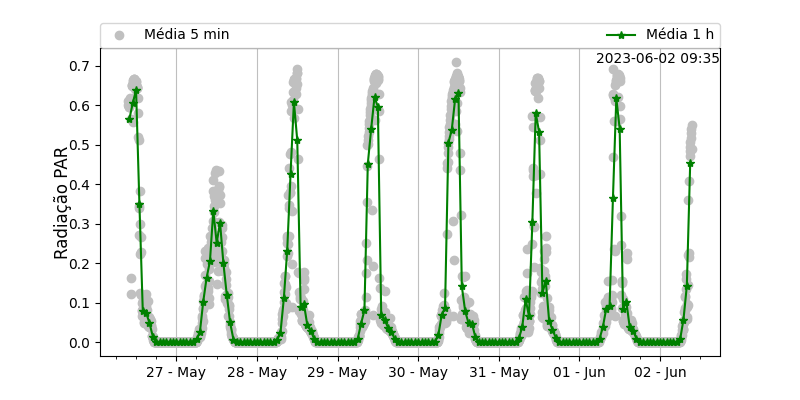 Média 5 min
Média 1 h
2023-06-02 09:35
Radiação PAR
0.7
0.6
0.5
0.4
0.3
0.2
0.1
0.0
27 - May
28 - May
29 - May
30 - May
31 - May
01 - Jun
02 - Jun